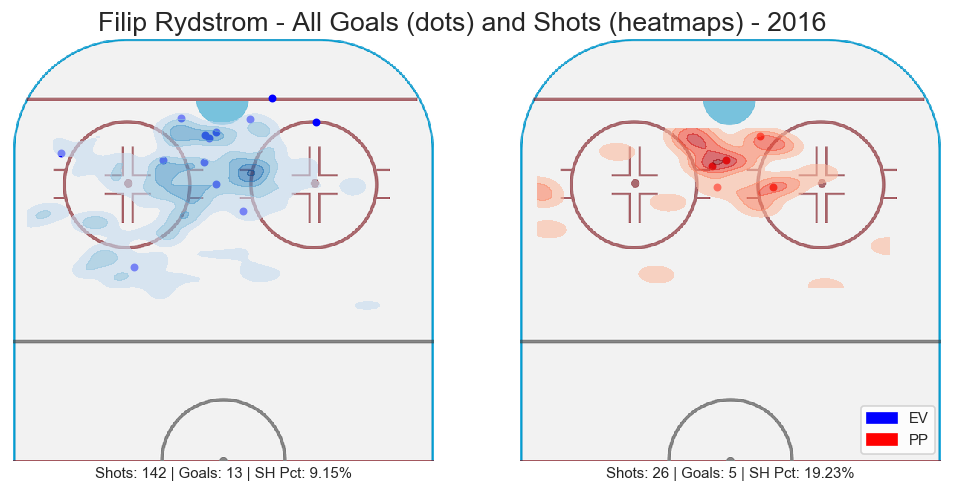 Filip Rydstrom - All Goals (dots) and Shots (heatmaps) - 2016
EV
PP
Shots: 142 | Goals: 13 | SH Pct: 9.15%
Shots: 26 | Goals: 5 | SH Pct: 19.23%